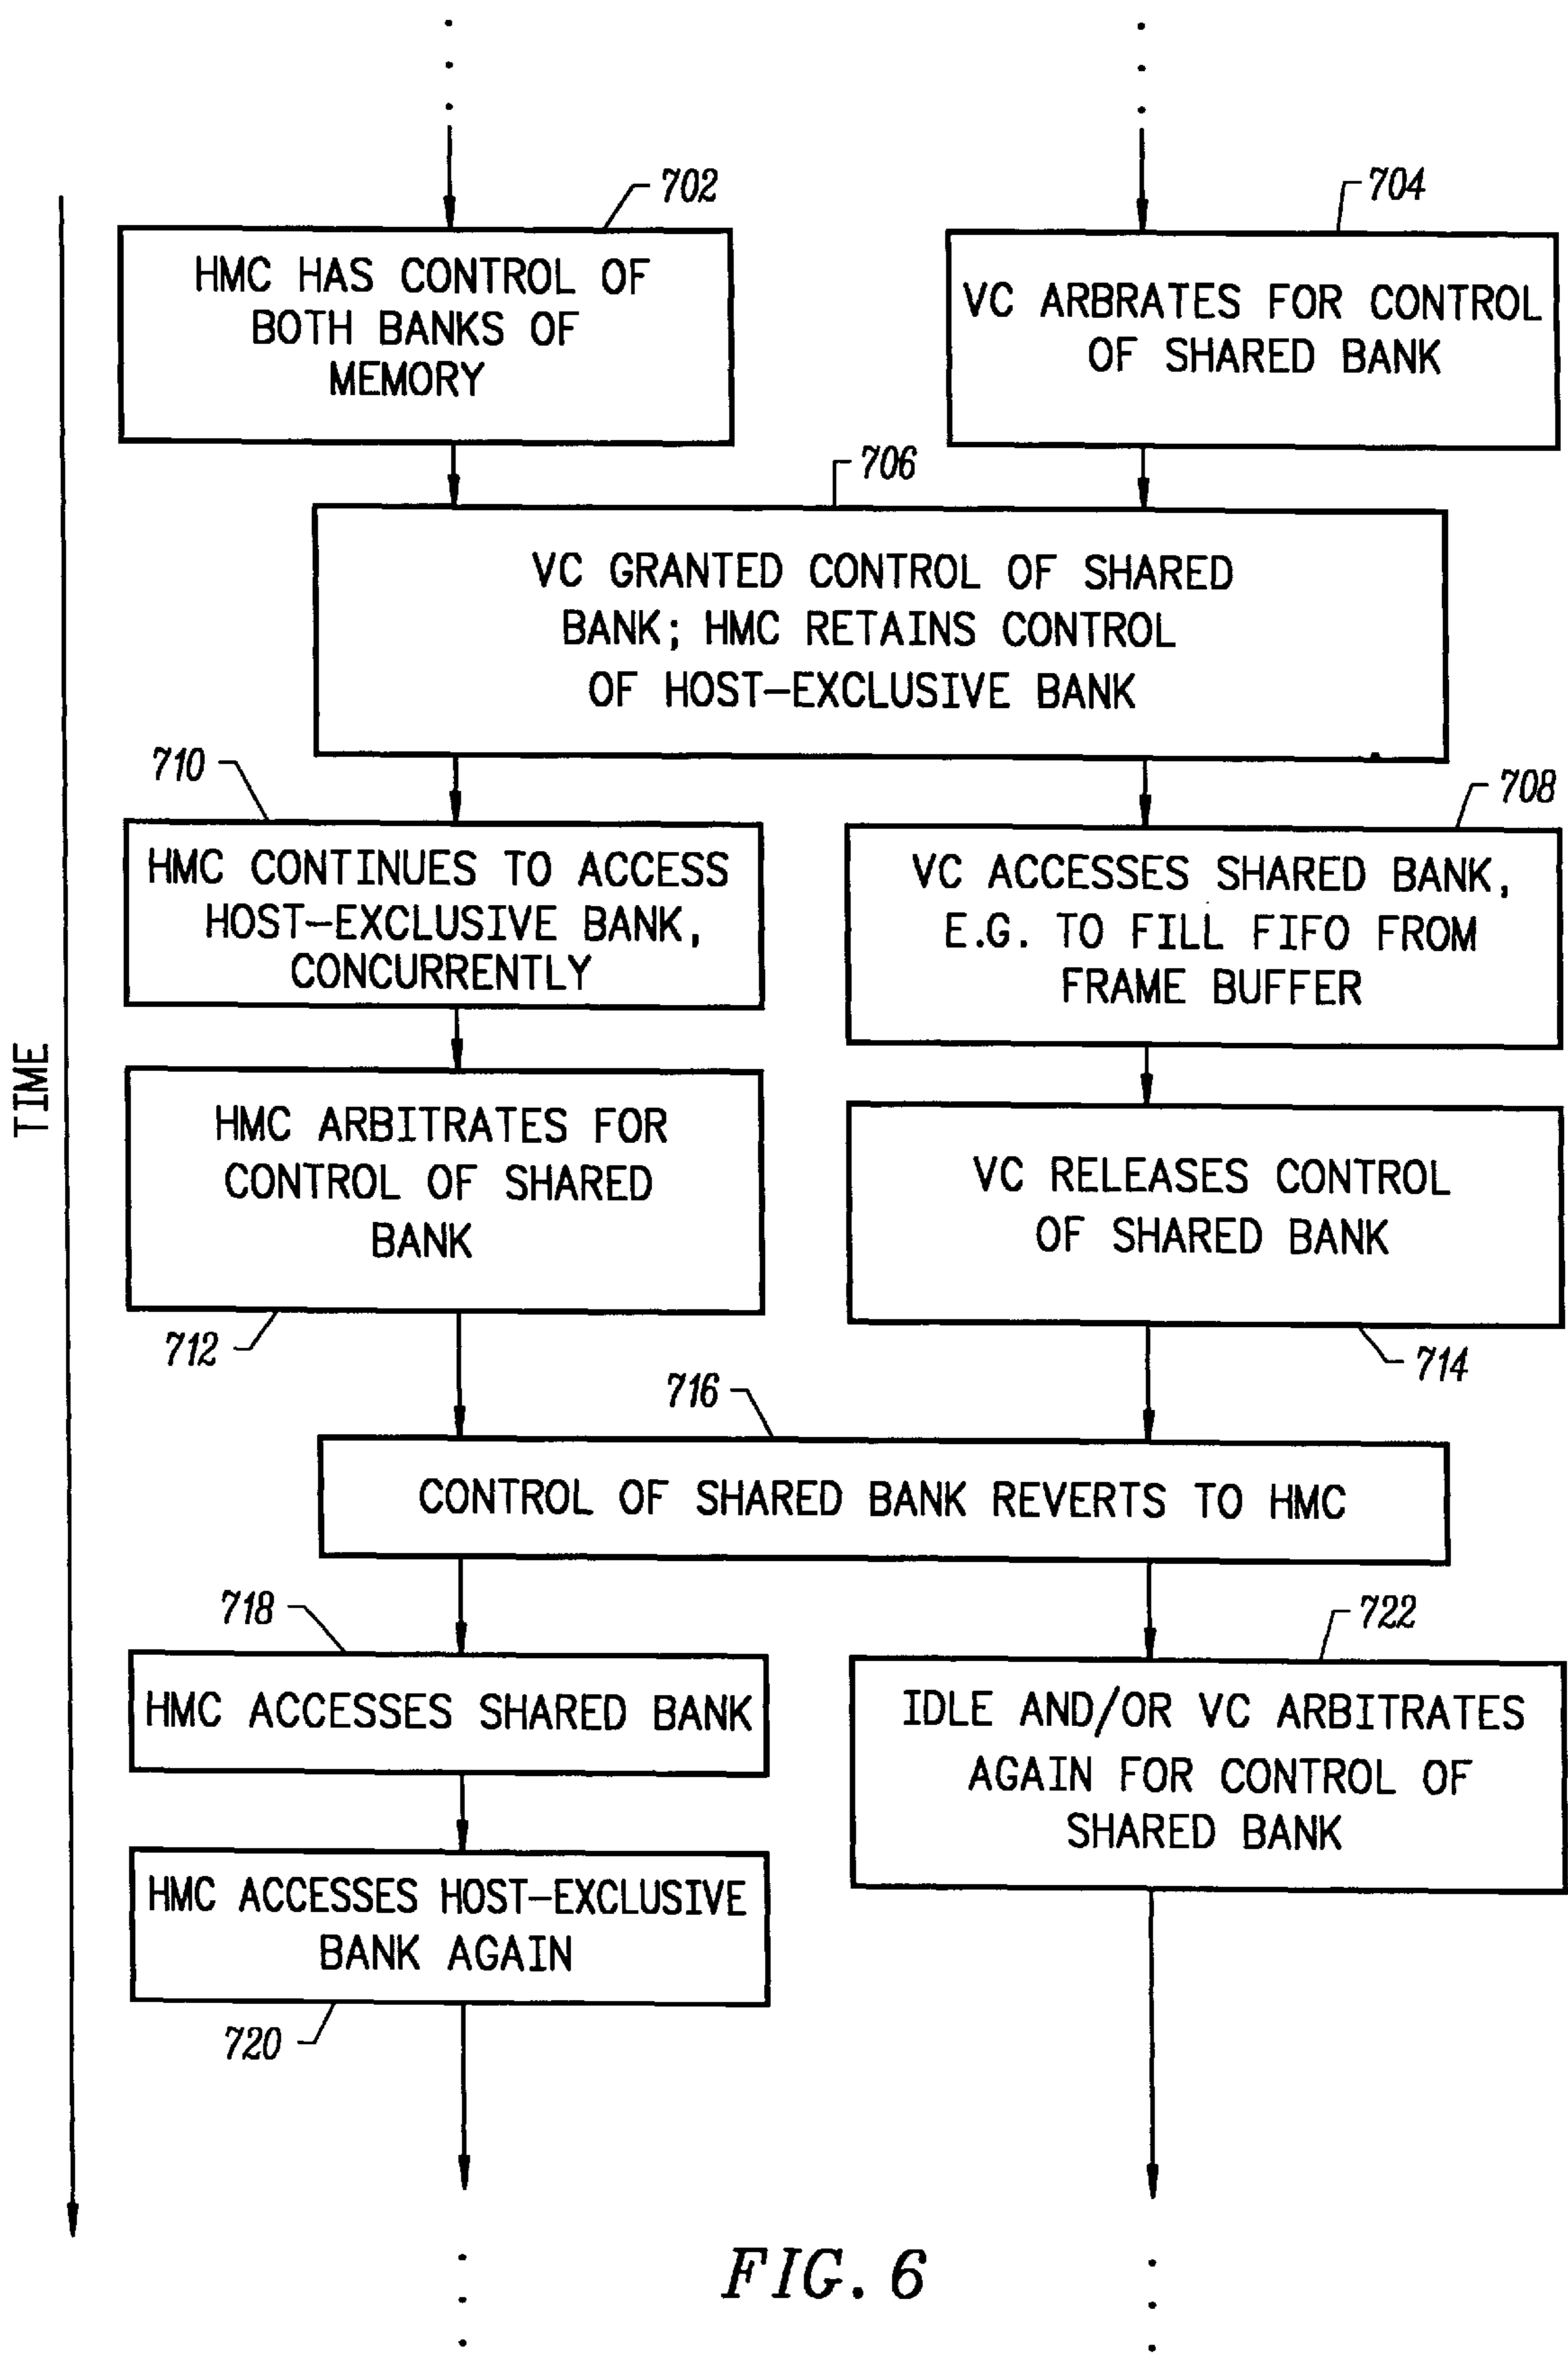 702
704
HMC HAS CONTROL OF
BOTH BANKS OF
MEMORY
VC ARBRATES FOR CONTROL
OF SHARED BANK
706
VC GRANTED CONTROL OF SHARED
BANK; HMC RETAINS CONTROL
OF HOST-EXCLUSIVE BANK
710
708
HMC CONTINUES TO ACCESS
HOST-EXCLUSIVE BANK,
CONCURRENTLY
VC ACCESSES SHARED BANK,
E.G. TO FILL FIFO FROM
FRAME BUFFER
TIME
HMC ARBITRATES FOR
CONTROL OF SHARED
BANK
712
VC RELEASES CONTROL
OF SHARED BANK
714
716
CONTROL OF SHARED BANK REVERTS TO HMC
718
722
HMC ACCESSES SHARED BANK
IDLE AND/OR VC ARBITRATES
AGAIN FOR CONTROL OF
SHARED BANK
HMC ACCESSES HOST-EXCLUSIVE
BANK AGAIN
720
FIG. 6